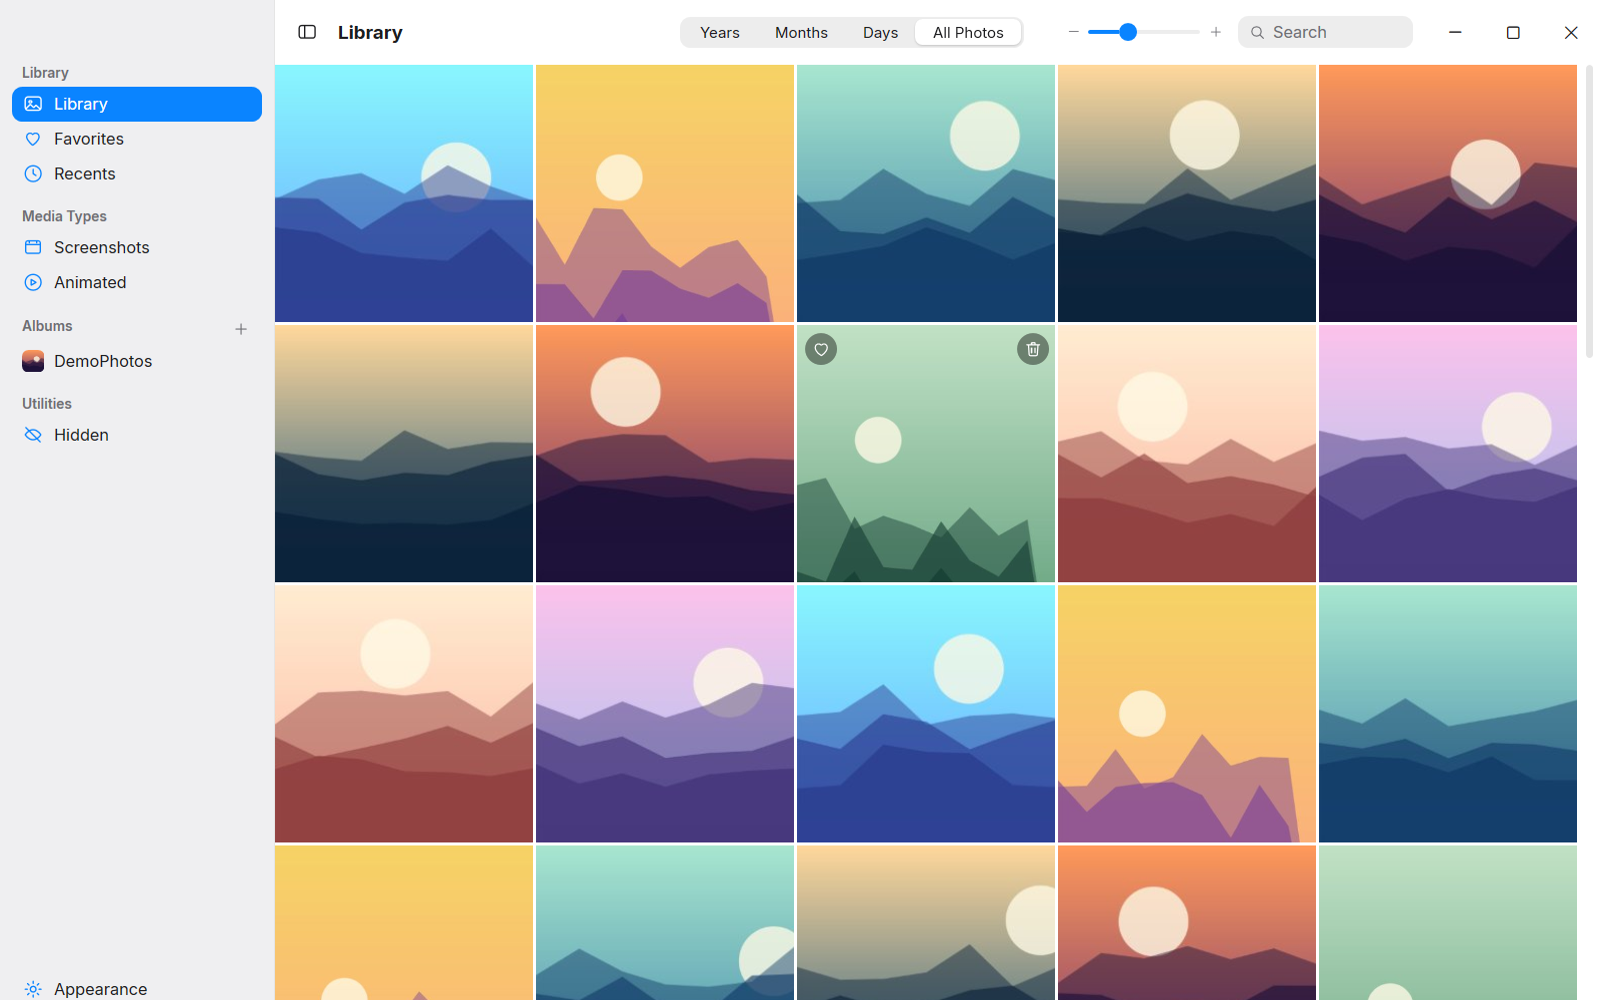 Library
Years
Months
Days
All Photos
Search
Library
Library
Favorites
Recents
Media Types
Screenshots
Animated
Albums
DemoPhotos
Utilities
Hidden
Appearance